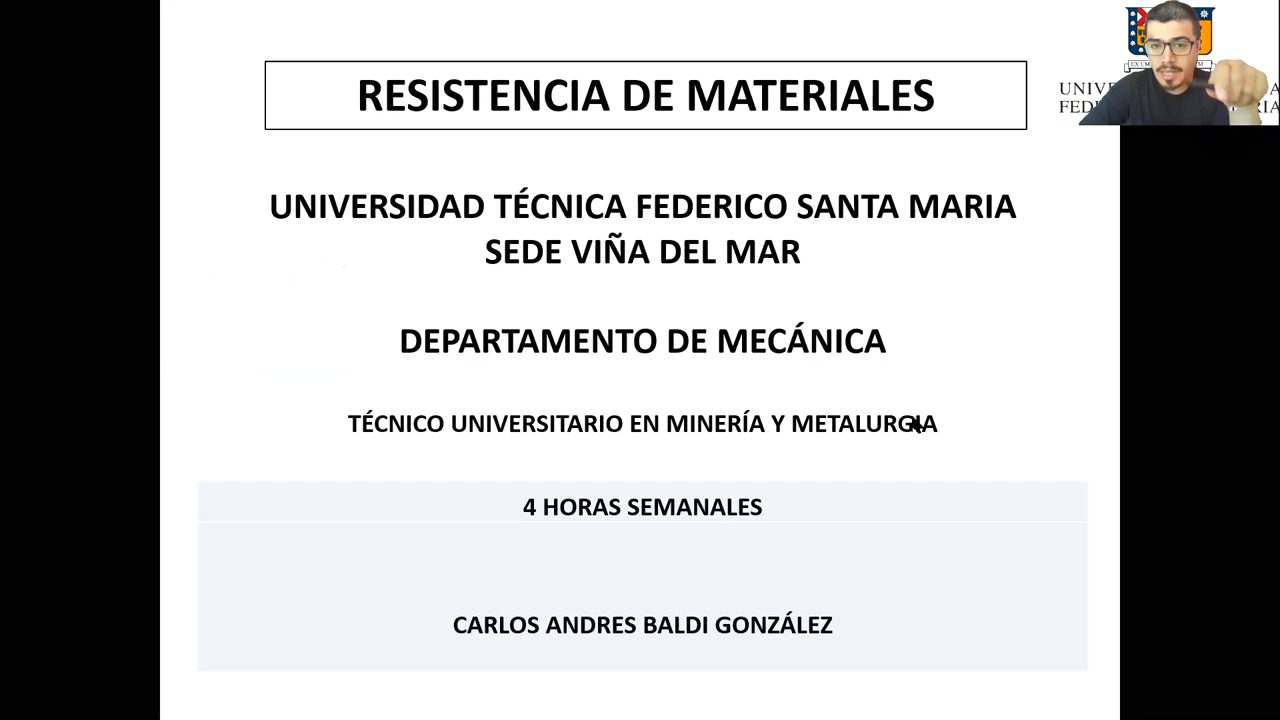 RESISTENCIA DE MATERIALES
UNIVERSIDAD TÉCNICA FEDERICO SANTA MARIA
SEDE VIÑA DEL MAR
DEPARTAMENTO DE MECÁNICA
TÉCNICO UNIVERSITARIO EN MINERÍA Y METALURGIA
4 HORAS SEMANALES
CARLOS ANDRES BALDI GONZÁLEZ